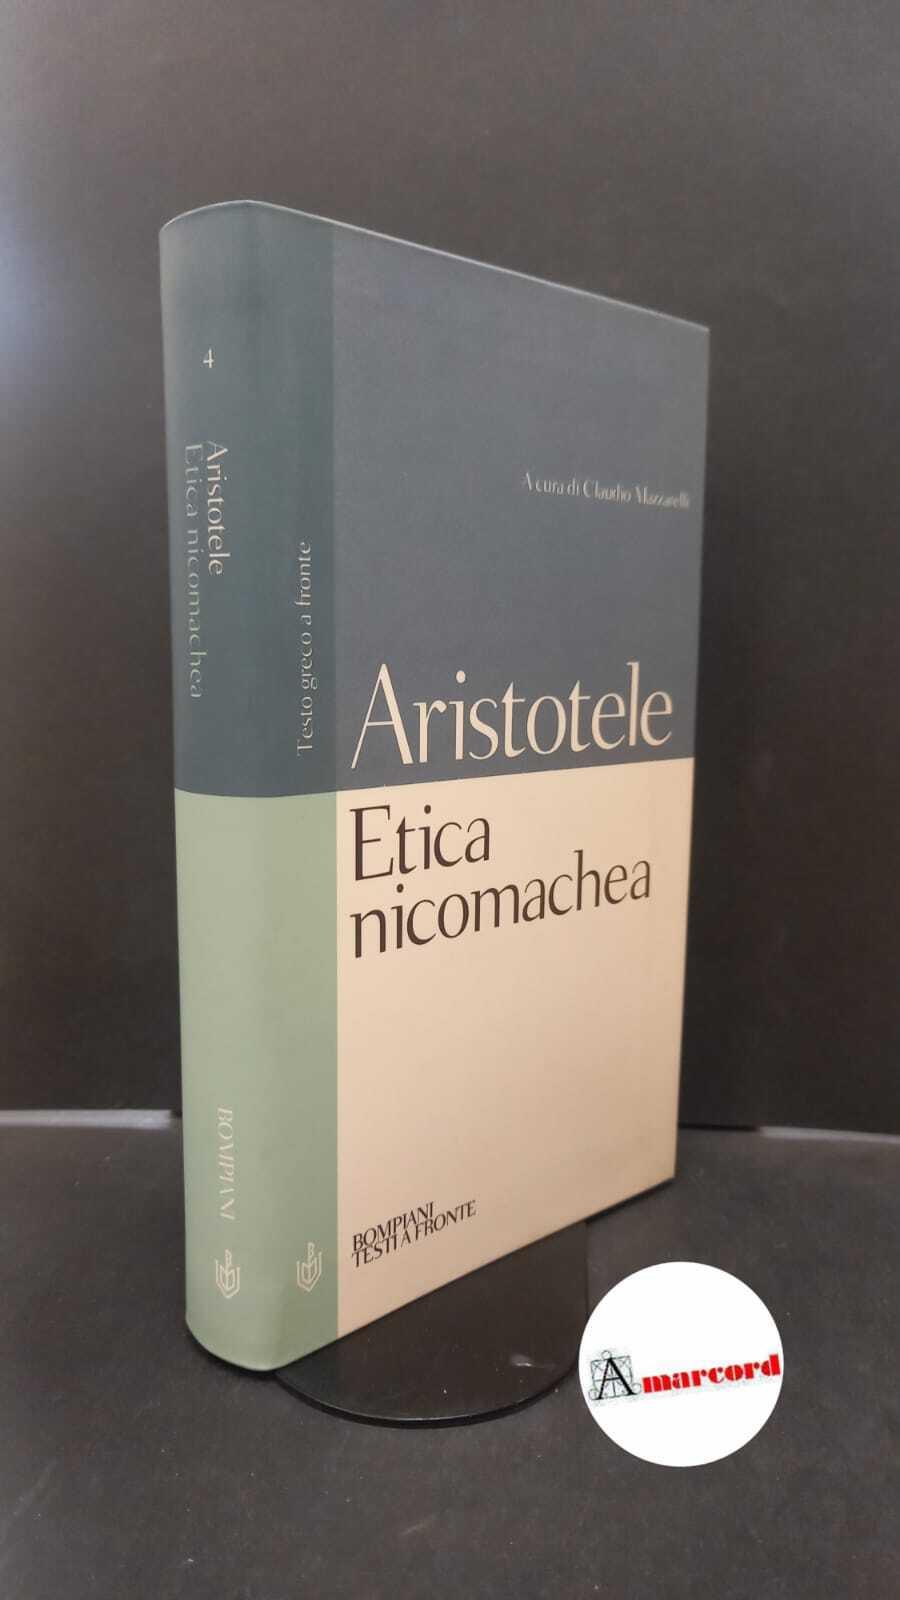 4
Aristotele
Etica nicomachea
BOMPIANI
Testo greco a fronte
A cura di Claudio Mazzarelli
Aristotele
Etica
nicomachea
BOMPIANI
TESTI A FRONTE
Amarcord